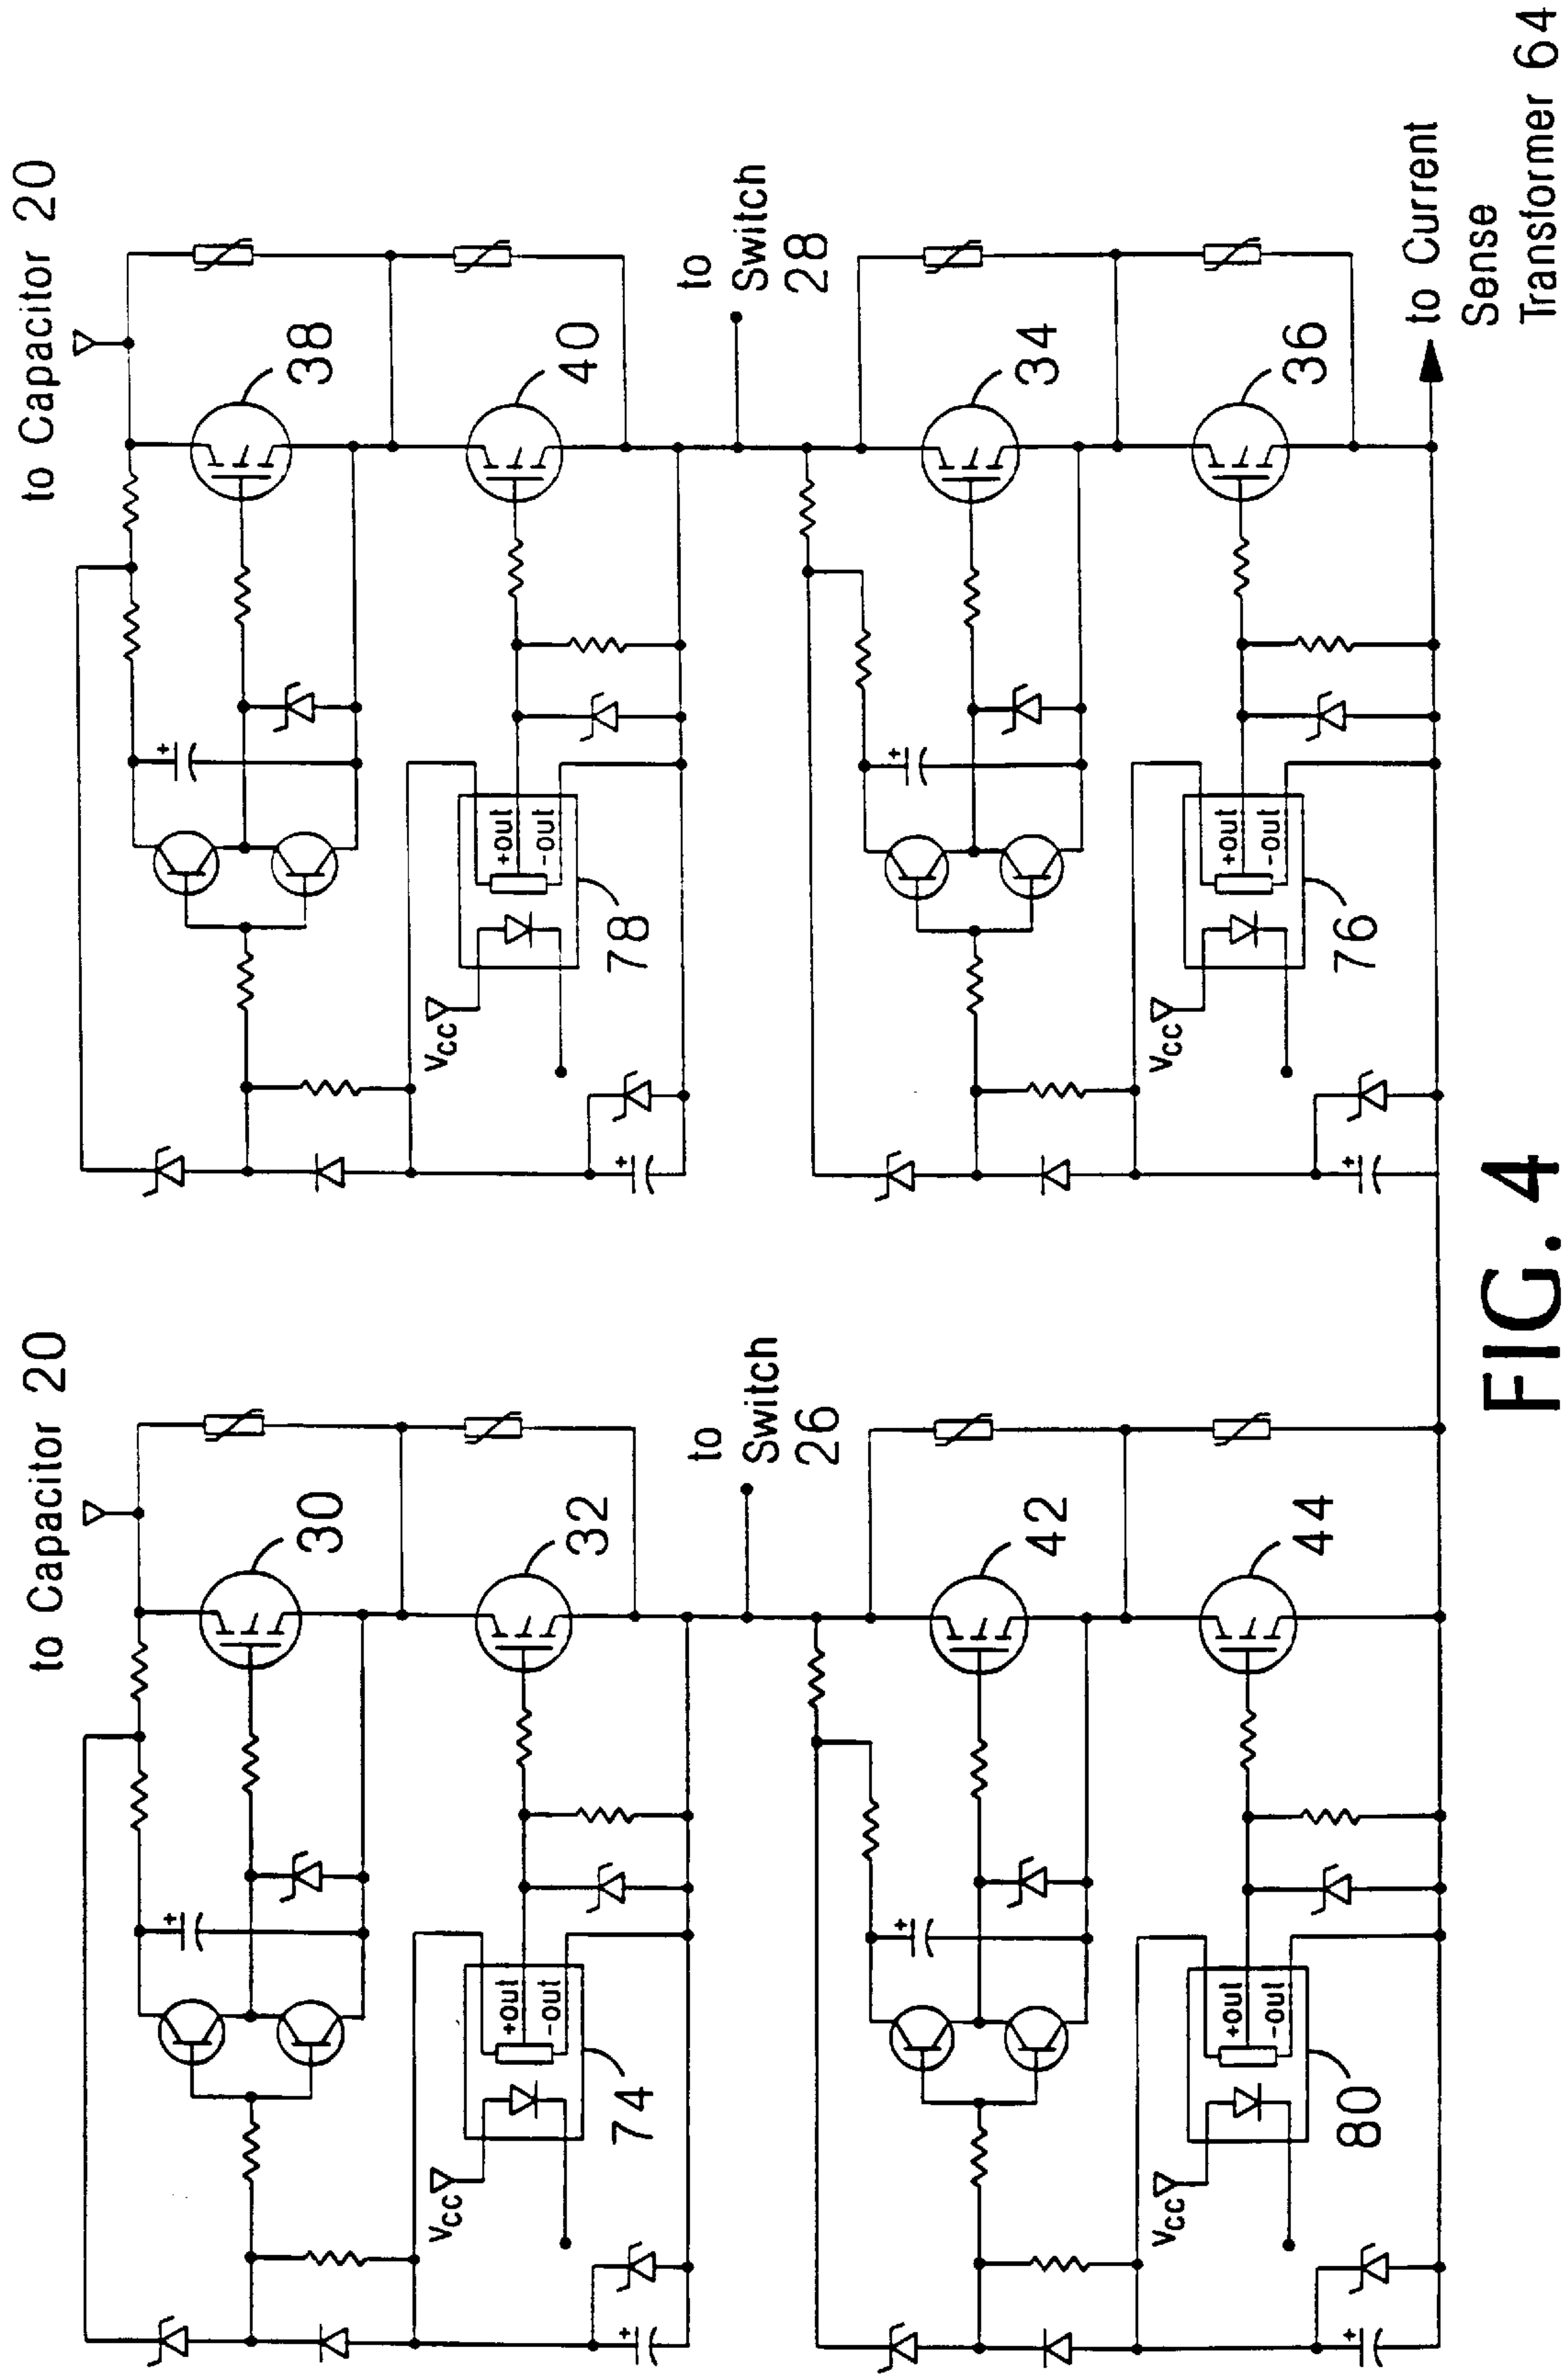 to Capacitor 20
30
32
to
Switch
26
42
44
74
+out
-out
Vcc
80
+out
-out
Vcc
to Capacitor 20
38
40
to
Switch
28
34
36
78
+out
-out
Vcc
76
+out
-out
Vcc
to Current
Sense
Transformer 64
FIG. 4